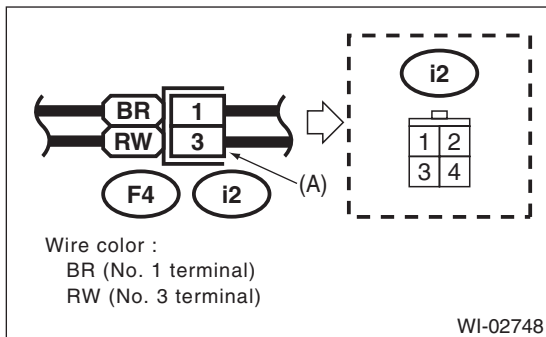 i2
BR 1
RW 3
1 2
3 4
F4 i2 (A)
Wire color :
BR (No. 1 terminal)
RW (No. 3 terminal)
WI-02748